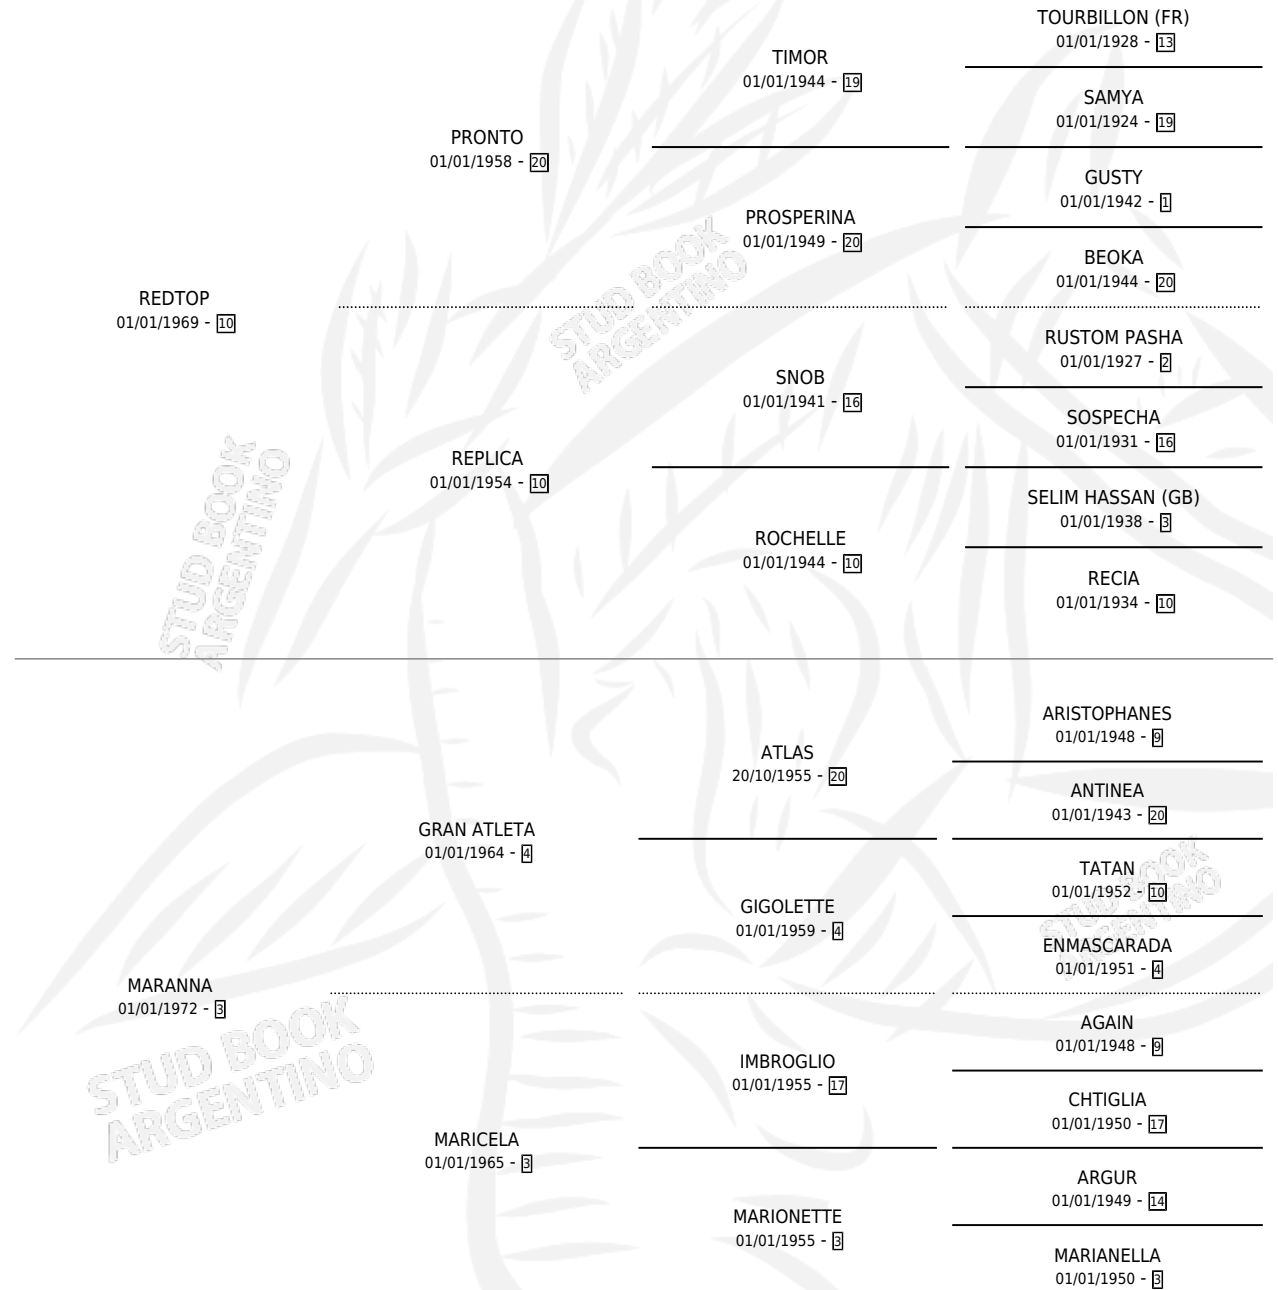 TOURBILLON (FR)
01/01/1928 - 13
TIMOR
01/01/1944 - 19
SAMYA
01/01/1924 - 19
PRONTO
01/01/1958 - 20
GUSTY
01/01/1942 - 1
PROSPERINA
01/01/1949 - 20
BEOKA
01/01/1944 - 20
REDTOP
01/01/1969 - 10
RUSTOM PASHA
01/01/1927 - 2
SNOB
01/01/1941 - 16
SOSPECHA
01/01/1931 - 16
REPLICA
01/01/1954 - 10
SELIM HASSAN (GB)
01/01/1938 - 3
ROCHELLE
01/01/1944 - 10
RECIA
01/01/1934 - 10
STUD BOOK
ARGENTINO
STUD BOOK
ARGENTINO
ARISTOPHANES
01/01/1948 - 9
ATLAS
20/10/1955 - 20
ANTINEA
01/01/1943 - 20
GRAN ATLETA
01/01/1964 - 4
TATAN
01/01/1952 - 10
GIGOLETTE
01/01/1959 - 4
ENMASCARADA
01/01/1951 - 4
MARANNA
01/01/1972 - 3
AGAIN
01/01/1948 - 9
IMBROGLIO
01/01/1955 - 17
CHTIGLIA
01/01/1950 - 17
MARICELA
01/01/1965 - 3
ARGUR
01/01/1949 - 14
MARIONETTE
01/01/1955 - 3
MARIANELLA
01/01/1950 - 3
STUD BOOK
ARGENTINO
STUD BOOK
ARGENTINO